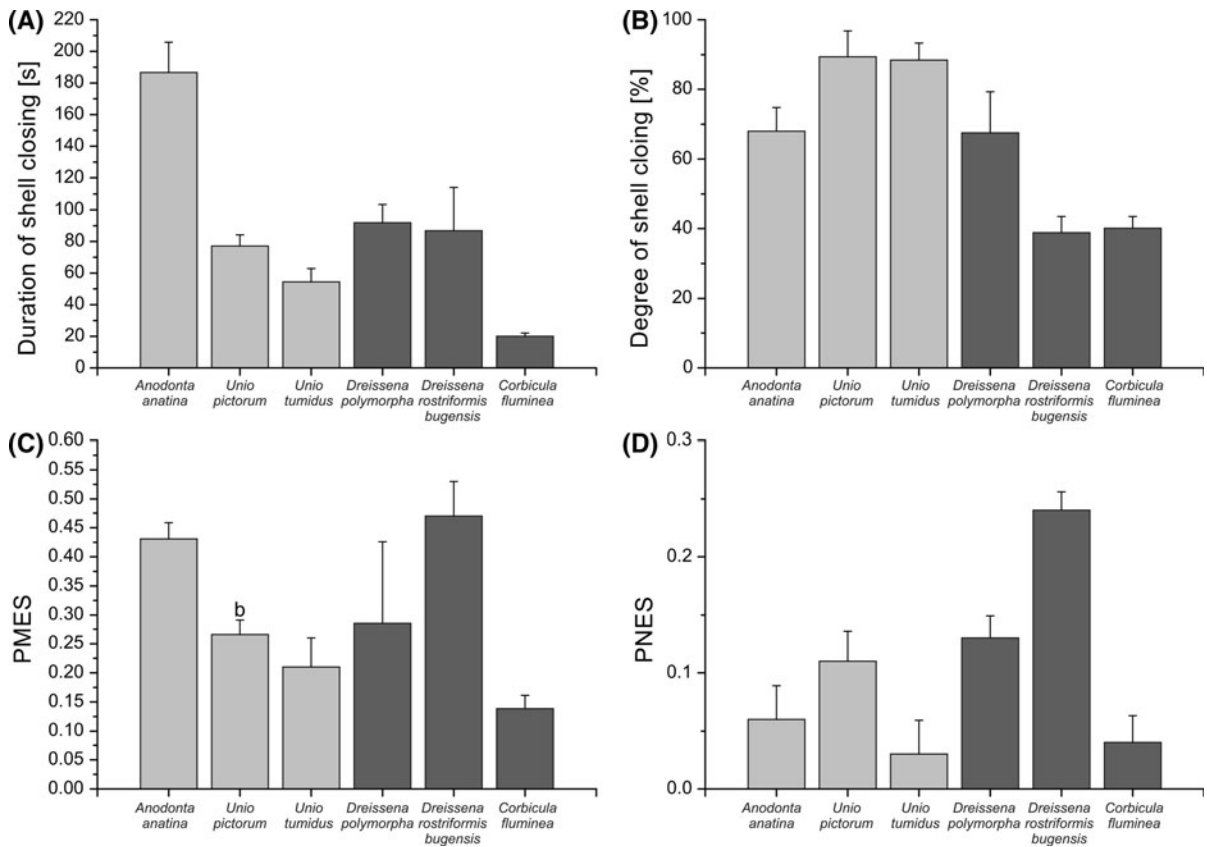 (A)
Duration of shell closing [s]
220
200
180
160
140
120
100
80
60
40
20
0
Anodonta
anatina
Unio
pictorum
Unio
tumidus
Dreissena
polymorpha
Dreissena
rostriformis
bugensis
Corbicula
fluminea
(B)
Degree of shell cloing [%]
100
80
60
40
20
0
Anodonta
anatina
Unio
pictorum
Unio
tumidus
Dreissena
polymorpha
Dreissena
rostriformis
bugensis
Corbicula
fluminea
(C)
PMES
0.60
0.55
0.50
0.45
0.40
0.35
0.30
0.25
0.20
0.15
0.10
0.05
0.00
b
Anodonta
anatina
Unio
pictorum
Unio
tumidus
Dreissena
polymorpha
Dreissena
rostriformis
bugensis
Corbicula
fluminea
(D)
PNES
0.3
0.2
0.1
0.0
Anodonta
anatina
Unio
pictorum
Unio
tumidus
Dreissena
polymorpha
Dreissena
rostriformis
bugensis
Corbicula
fluminea